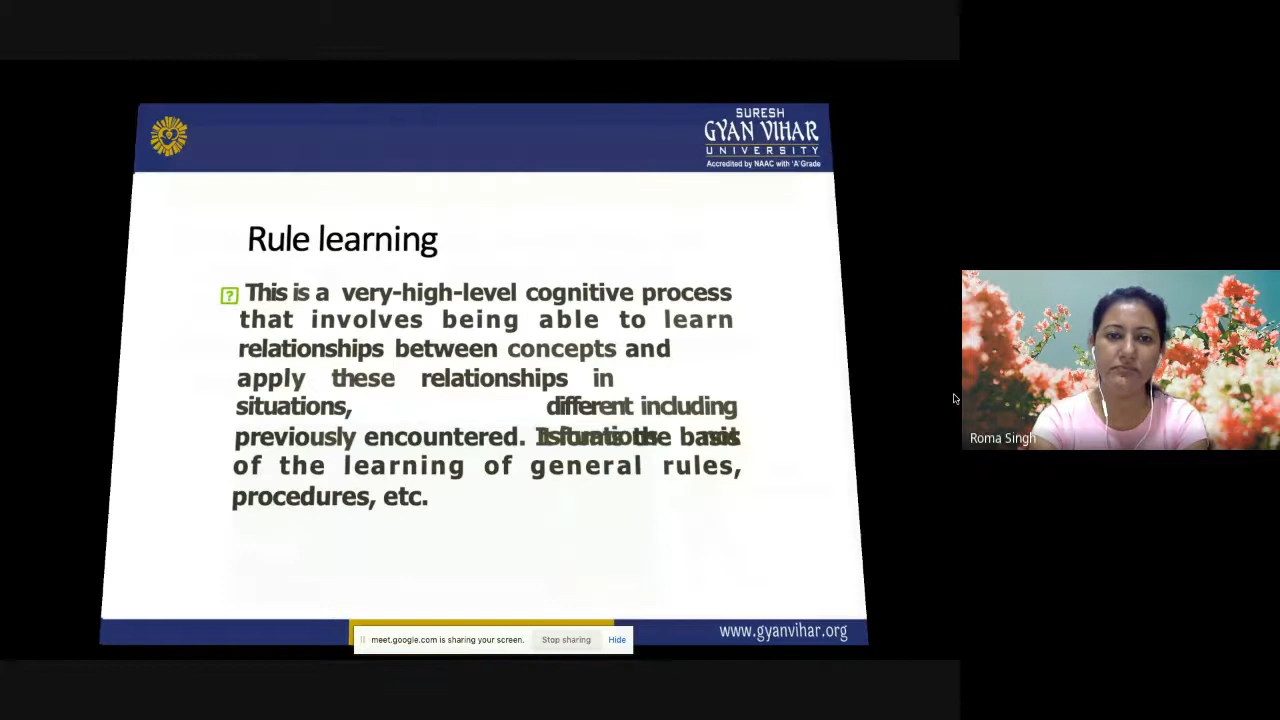 SURESH
GYAN VIHAR
UNIVERSITY
Accredited by NAAC with 'A' Grade
Rule learning
? This is a very-high-level cognitive process
that involves being able to learn
relationships between concepts and
apply these relationships in
situations, different including
previously encountered. the
of the learning of general rules,
procedures, etc.
Roma Singh
meet.google.com is sharing your screen. Stop sharing Hide
www.gyanvihar.org